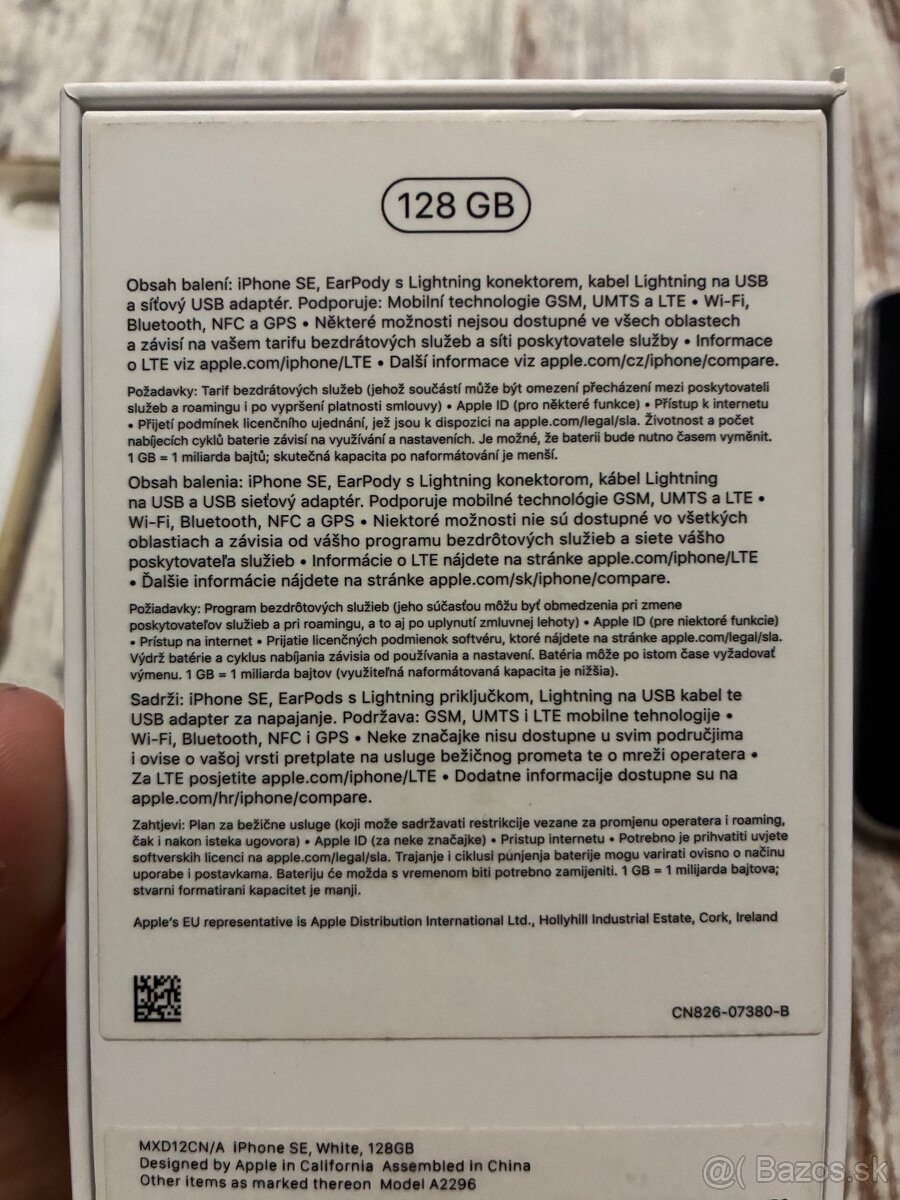 128 GB
Obsah balení: iPhone SE, EarPody s Lightning konektorem, kabel Lightning na USB
a síťový USB adaptér. Podporuje: Mobilní technologie GSM, UMTS a LTE • Wi-Fi,
Bluetooth, NFC a GPS • Některé možnosti nejsou dostupné ve všech oblastech
a závisí na vašem tarifu bezdrátových služeb a síti poskytovatele služby • Informace
o LTE viz apple.com/iphone/LTE • Další informace viz apple.com/cz/iphone/compare.
Požadavky: Tarif bezdrátových služeb (jehož součástí může být omezení přecházení mezi poskytovateli
služeb a roamingu i po vypršení platnosti smlouvy) • Apple ID (pro některé funkce) • Přístup k internetu
• Přijetí podmínek licenčního ujednání, jež jsou k dispozici na apple.com/legal/sla. Životnost a počet
nabíjecích cyklů baterie závisí na využívání a nastaveních. Je možné, že baterii bude nutno časem vyměnit.
1 GB = 1 miliarda bajtů; skutečná kapacita po naformátování je menší.
Obsah balenia: iPhone SE, EarPody s Lightning konektorom, kábel Lightning
na USB a USB sieťový adaptér. Podporuje mobilné technológie GSM, UMTS a LTE •
Wi-Fi, Bluetooth, NFC a GPS • Niektoré možnosti nie sú dostupné vo všetkých
oblastiach a závisia od vášho programu bezdrôtových služieb a siete vášho
poskytovateľa služieb • Informácie o LTE nájdete na stránke apple.com/iphone/LTE
• Ďalšie informácie nájdete na stránke apple.com/sk/iphone/compare.
Požiadavky: Program bezdrôtových služieb (jeho súčasťou môžu byť obmedzenia pri zmene
poskytovateľov služieb a pri roamingu, a to aj po uplynutí zmluvnej lehoty) • Apple ID (pre niektoré funkcie)
• Prístup na internet • Prijatie licenčných podmienok softvéru, ktoré nájdete na stránke apple.com/legal/sla.
Výdrž batérie a cyklus nabíjania závisia od používania a nastavení. Batéria môže po istom čase vyžadovať
výmenu. 1 GB = 1 miliarda bajtov (využiteľná naformátovaná kapacita je nižšia).
Sadrži: iPhone SE, EarPods s Lightning priključkom, Lightning na USB kabel te
USB adapter za napajanje. Podržava: GSM, UMTS i LTE mobilne tehnologije •
Wi-Fi, Bluetooth, NFC i GPS • Neke značajke nisu dostupne u svim područjima
i ovise o vašoj vrsti pretplate na usluge bežičnog prometa te o mreži operatera •
Za LTE posjetite apple.com/iphone/LTE • Dodatne informacije dostupne su na
apple.com/hr/iphone/compare.
Zahtjevi: Plan za bežične usluge (koji može sadržavati restrikcije vezane za promjenu operatera i roaming,
čak i nakon isteka ugovora) • Apple ID (za neke značajke) • Pristup internetu • Potrebno je prihvatiti uvjete
softverskih licenci na apple.com/legal/sla. Trajanje i ciklusi punjenja baterije mogu varirati ovisno o načinu
uporabe i postavkama. Bateriju će možda s vremenom biti potrebno zamijeniti. 1 GB = 1 milijarda bajtova;
stvarni formatirani kapacitet je manji.
Apple's EU representative is Apple Distribution International Ltd., Hollyhill Industrial Estate, Cork, Ireland
CN826-07380-B
MXD12CN/A iPhone SE, White, 128GB
Designed by Apple in California Assembled in China
Other items as marked thereon Model A2296
@( Bazos.sk